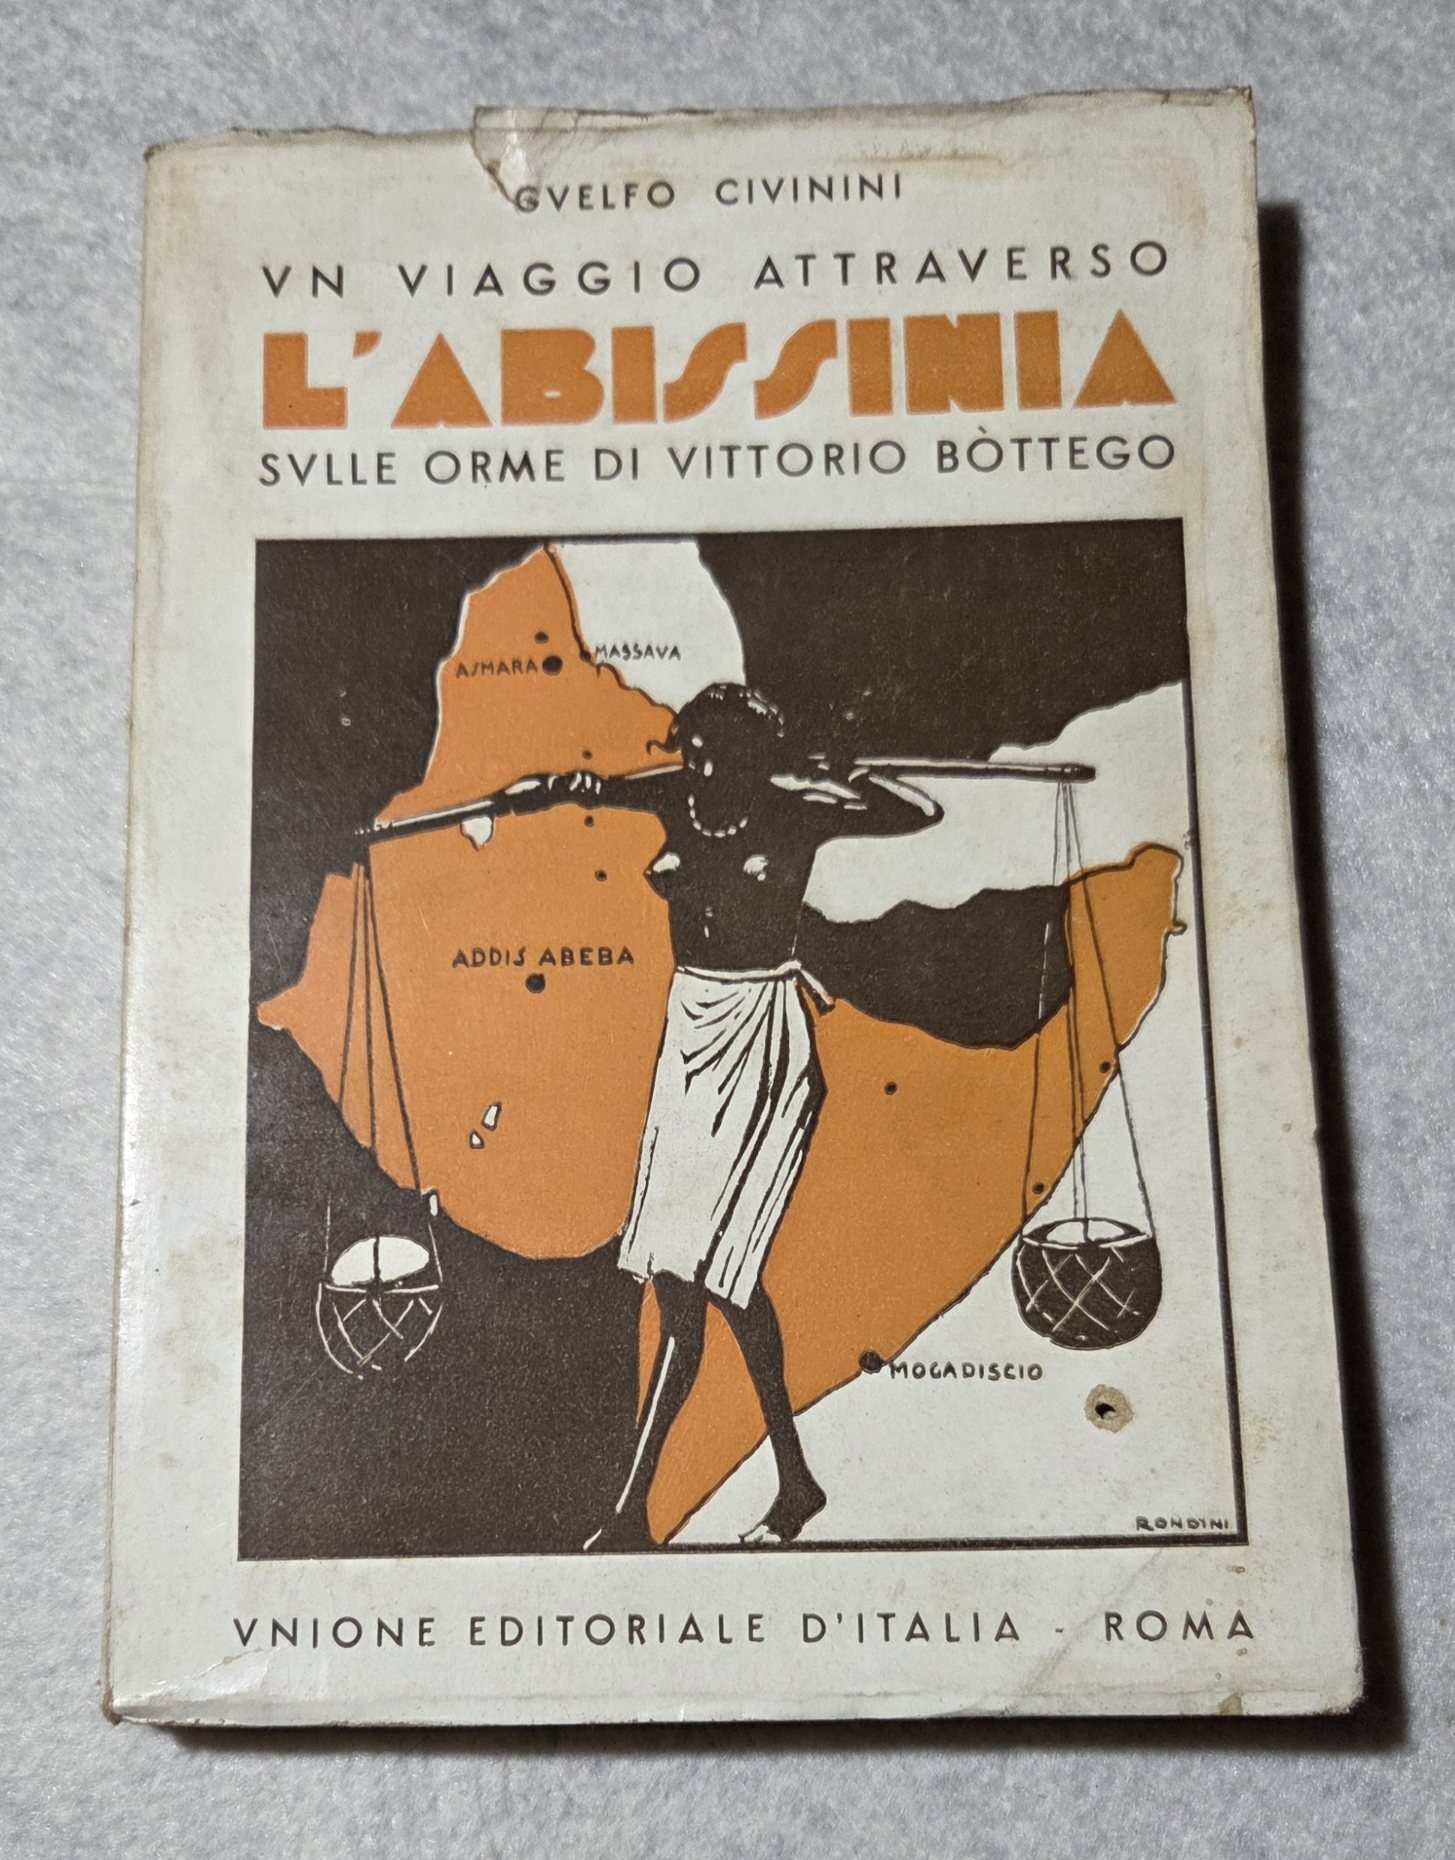 GVELFO CIVININI
VN VIAGGIO ATTRAVERSO
L'ABISSINIA
SVLLE ORME DI VITTORIO BÒTTEGO
MASSAVA
ASMARA
ADDIS ABEBA
MOGADISCIO
RONDINI
VNIONE EDITORIALE D'ITALIA - ROMA